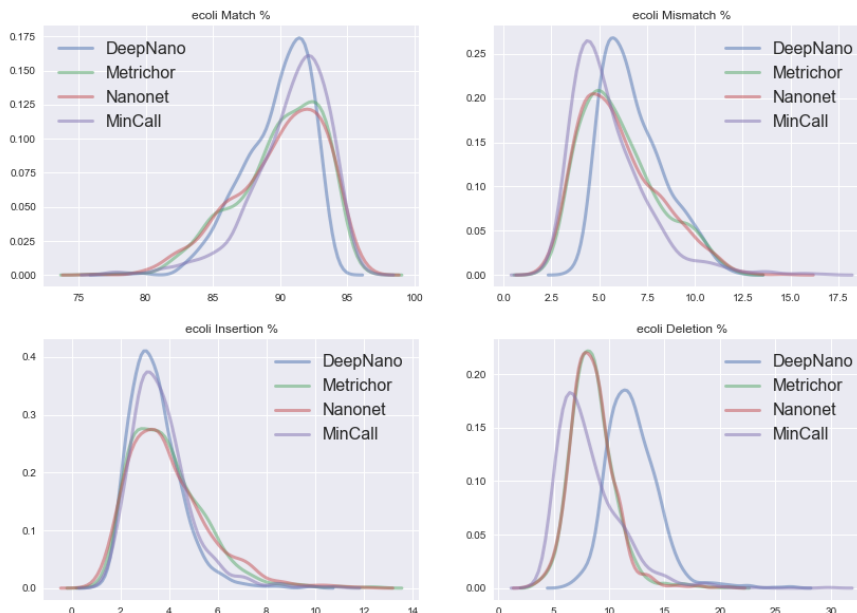 ecoli Match %
0.175
0.150
0.125
0.100
0.075
0.050
0.025
0.000
75
80
85
90
95
100
DeepNano
Metrichor
Nanonet
MinCall
ecoli Mismatch %
0.25
0.20
0.15
0.10
0.05
0.00
0.0
2.5
5.0
7.5
10.0
12.5
15.0
17.5
DeepNano
Metrichor
Nanonet
MinCall
ecoli Insertion %
0.4
0.3
0.2
0.1
0.0
0
2
4
6
8
10
12
14
DeepNano
Metrichor
Nanonet
MinCall
ecoli Deletion %
0.20
0.15
0.10
0.05
0.00
0
5
10
15
20
25
30
DeepNano
Metrichor
Nanonet
MinCall